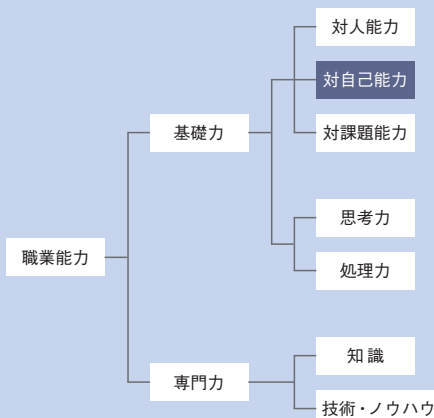 対人能力
対自己能力
基礎力
対課題能力
思考力
職業能力
処理力
知識
専門力
技術・ノウハウ